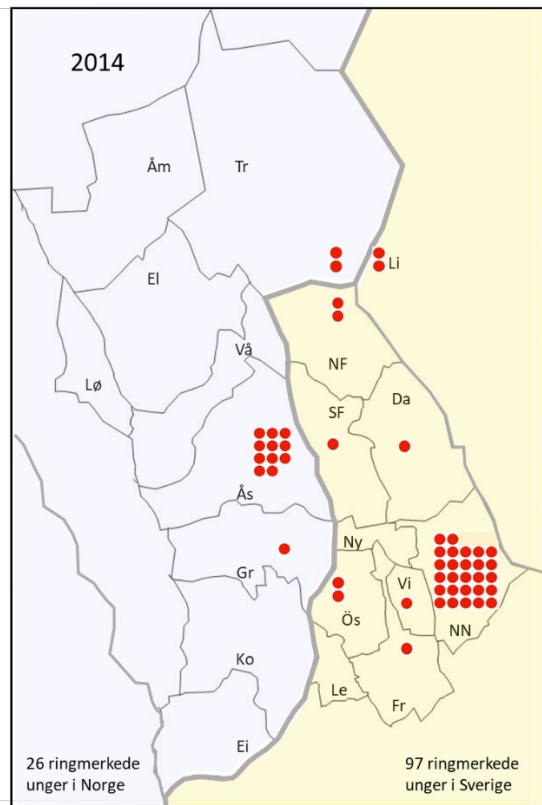 2014
Åm
Tr
Li
El
NF
Vå
Lø
SF
Da
Ås
Ny
Gr
Vi
Ös
NN
Ko
Le
Fr
Ei
26 ringmerkede
unger i Norge
97 ringmerkede
unger i Sverige